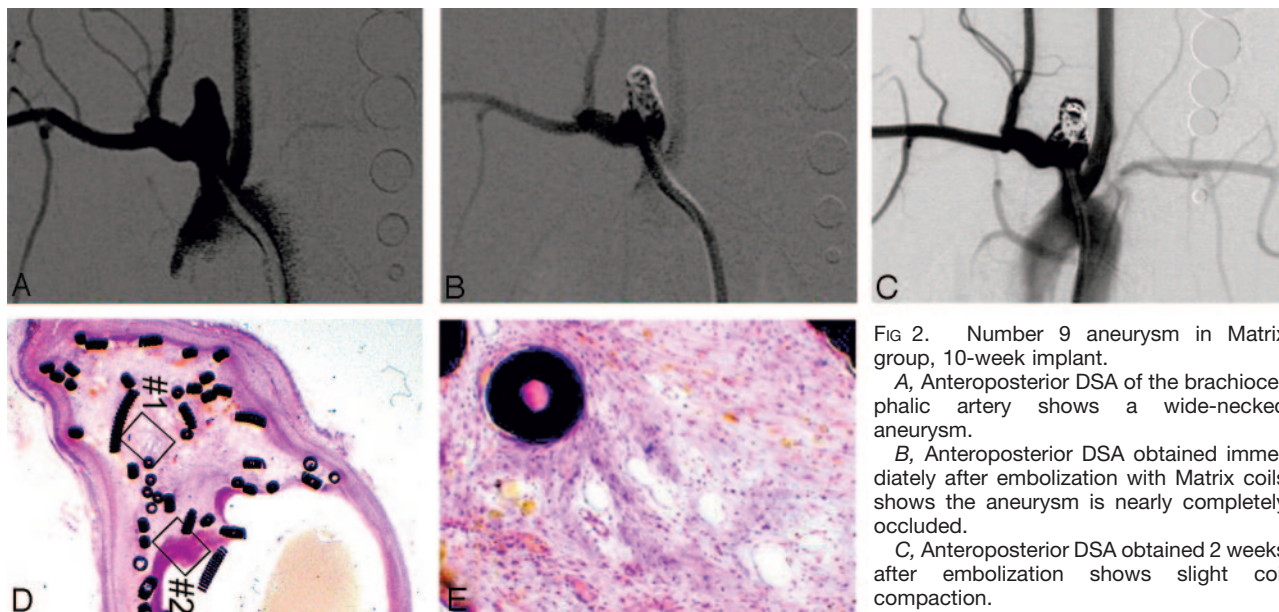 A
B
C
D
#1
#2
E
FIG 2. Number 9 aneurysm in Matrix
group, 10-week implant.
A, Anteroposterior DSA of the brachioce-
phalic artery shows a wide-necked
aneurysm.
B, Anteroposterior DSA obtained imme-
diately after embolization with Matrix coils
shows the aneurysm is nearly completely
occluded.
C, Anteroposterior DSA obtained 2 weeks
after embolization shows slight coi
compaction.